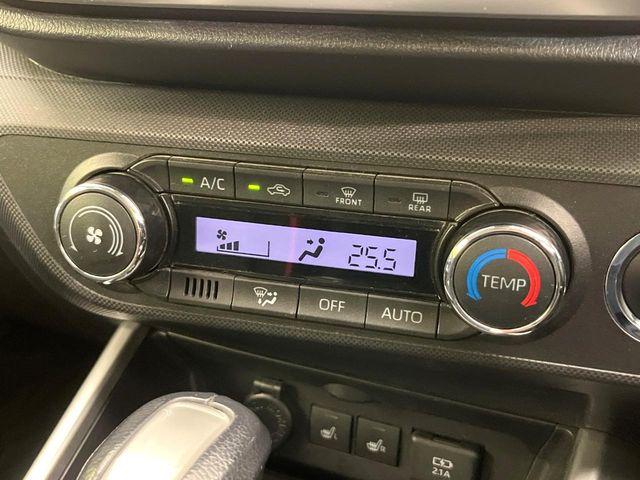 A/C
FRONT
REAR
25.5
TEMP
OFF
AUTO
L
R
2.1A